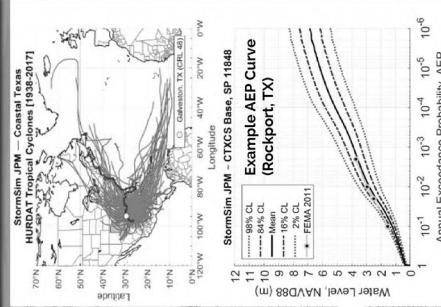 StormSim JPM — Coastal Texas
HURDAT Tropical Cyclones [1938-2017]
70°N
60°N
50°N
40°N
30°N
20°N
10°N
0°N
Latitude
120°W
100°W
80°W
60°W
40°W
20°W
0°W
Longitude
Galveston, TX (CRL 48)
StormSim JPM – CTXCS Base, SP 11848
Example AEP Curve
(Rockport, TX)
98% CL
84% CL
Mean
16% CL
2% CL
FEMA 2011
12
11
10
9
8
7
6
5
4
3
2
1
0
Water Level, NAVD88 (m)
1
10-1
10-2
10-3
10-4
10-5
10-6
Annual Exceedance Probability, AEP